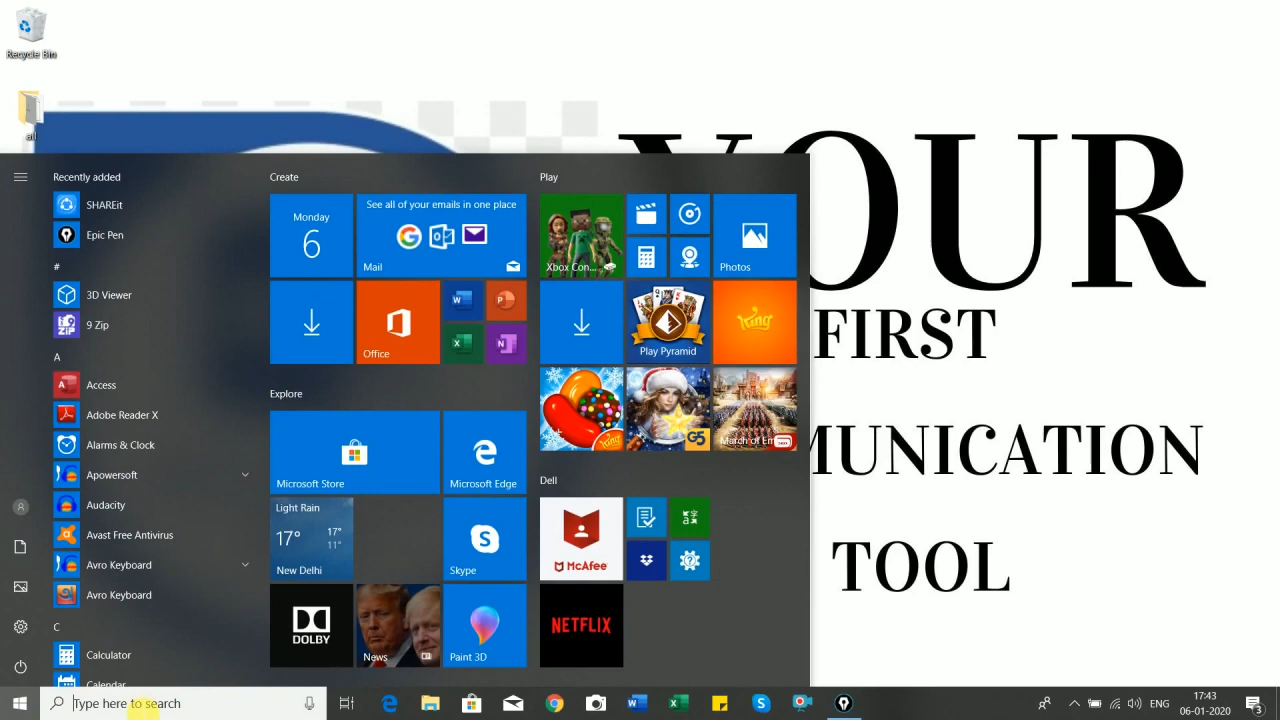 Recycle Bin
all
YOUR
FIRST
MUNICATION
TOOL
Recently added
SHAREit
Epic Pen
#
3D Viewer
9 Zip
A
Access
Adobe Reader X
Alarms & Clock
Apowersoft
Audacity
Avast Free Antivirus
Avro Keyboard
Avro Keyboard
C
Calculator
Calendar
Create
Monday
6
See all of your emails in one place
Mail
Office
Explore
Microsoft Store
Microsoft Edge
Light Rain
17° 17°
11°
New Delhi
Skype
DOLBY
News
Paint 3D
Play
Xbox Con...
Photos
Play Pyramid
King
King
G5
March of Em
Dell
McAfee
NETFLIX
Type here to search
ENG
17:43
06-01-2020
3